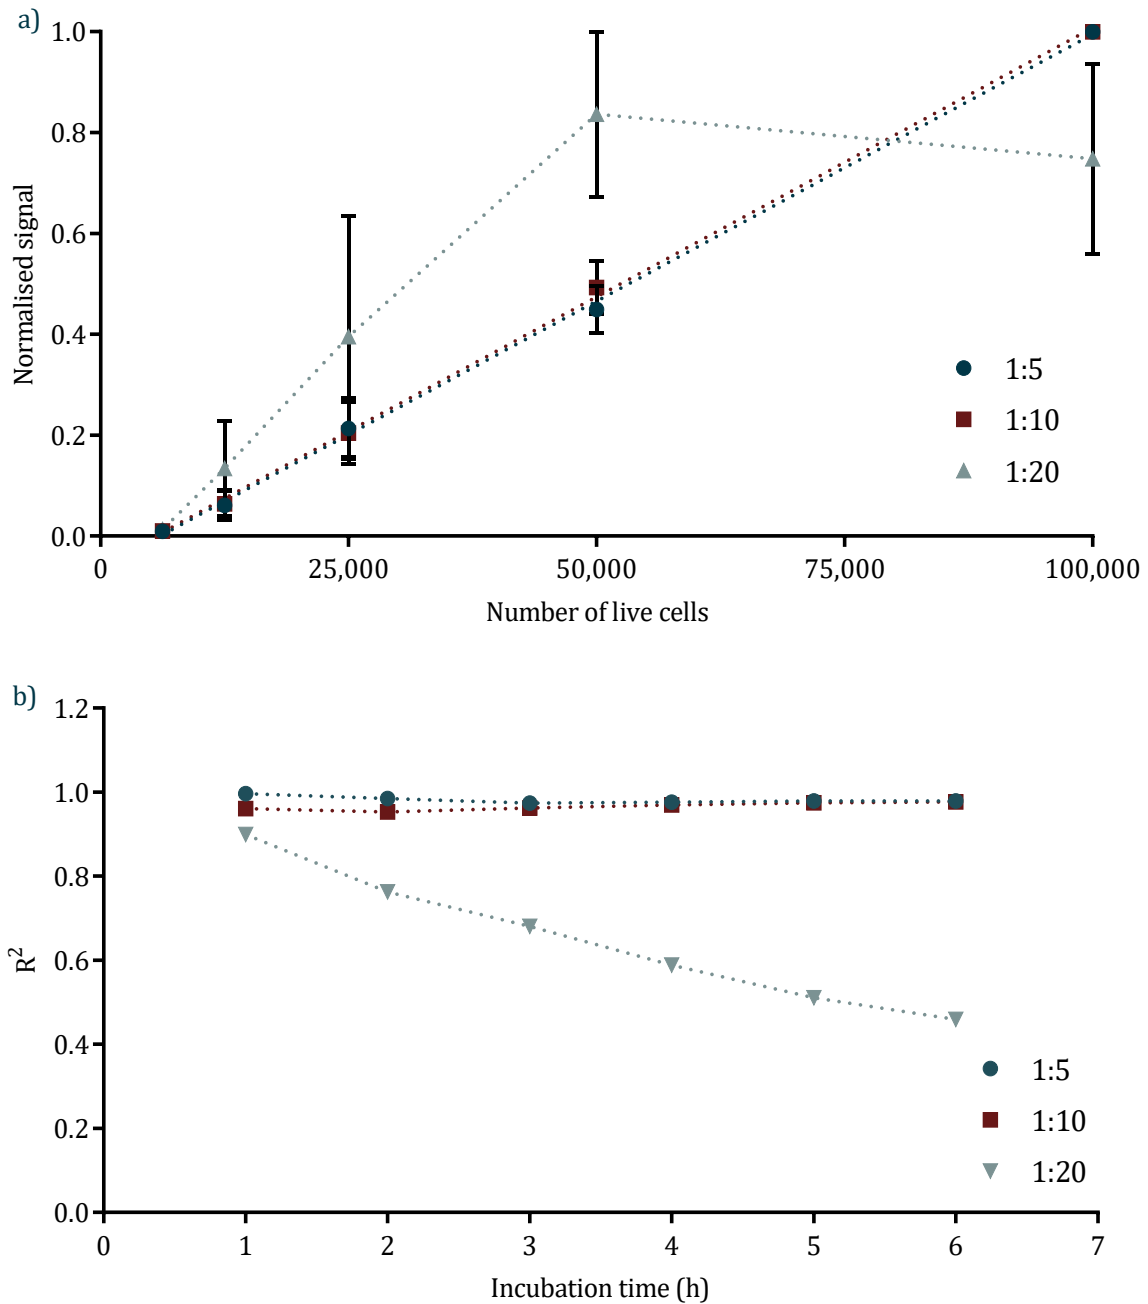 a)
1.0
0.8
0.6
0.4
0.2
0.0
Normalised signal
1:5
1:10
1:20
0 25,000 50,000 75,000 100,000
Number of live cells
b)
1.2
1.0
0.8
0.6
0.4
0.2
0.0
R²
1:5
1:10
1:20
0 1 2 3 4 5 6 7
Incubation time (h)